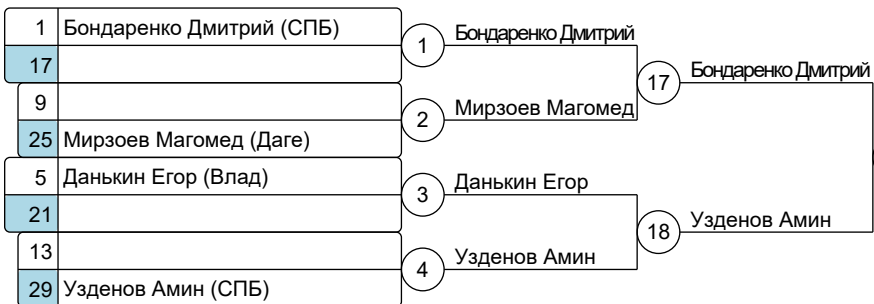 1 Бондаренко Дмитрий (СПБ)
17
9
25 Мирзоев Магомед (Даге)
5 Данькин Егор (Влад)
21
13
29 Узденов Амин (СПБ)
1 Бондаренко Дмитрий
2 Мирзоев Магомед
3 Данькин Егор
4 Узденов Амин
17 Бондаренко Дмитрий
18 Узденов Амин